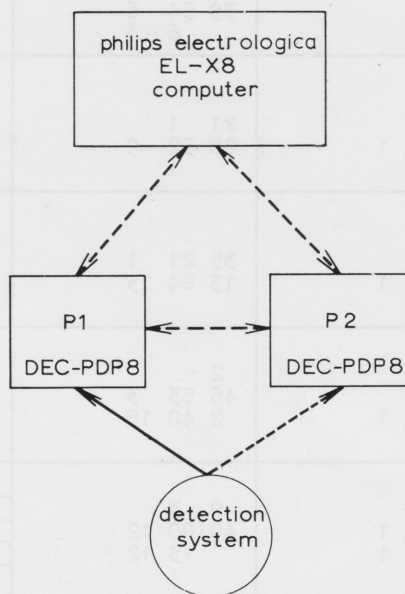 philips electrologica
EL-X8
computer
P1
P2
DEC-PDP8
DEC-PDP8
detection
system